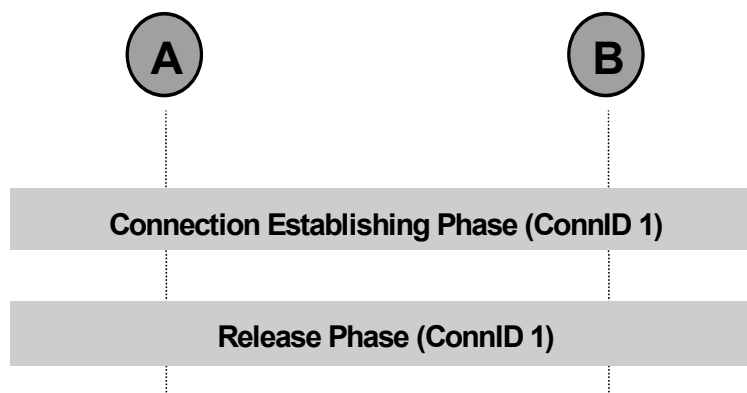 A
B
Connection Establishing Phase (ConnID 1)
Release Phase (ConnID 1)